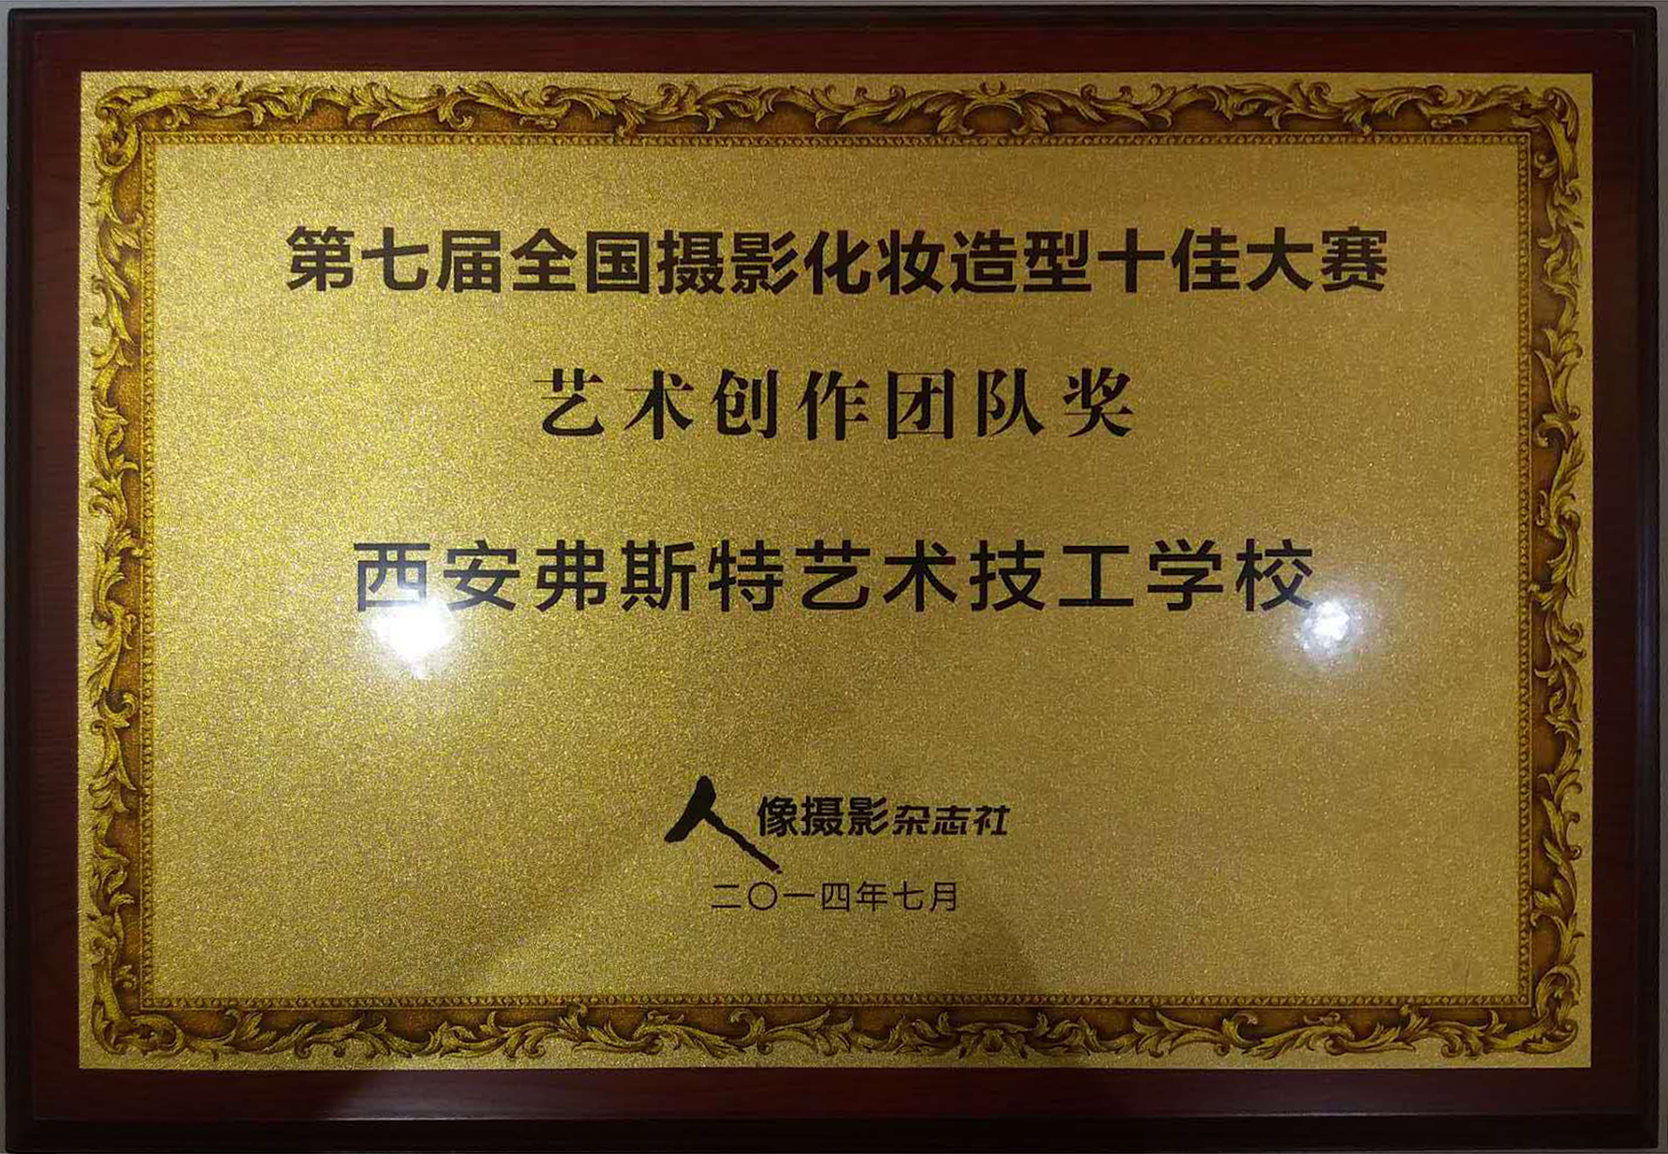 第七届全国摄影化妆造型十佳大赛
艺术创作团队奖
西安弗斯特艺术技工学校
人像摄影杂志社
二〇一四年七月